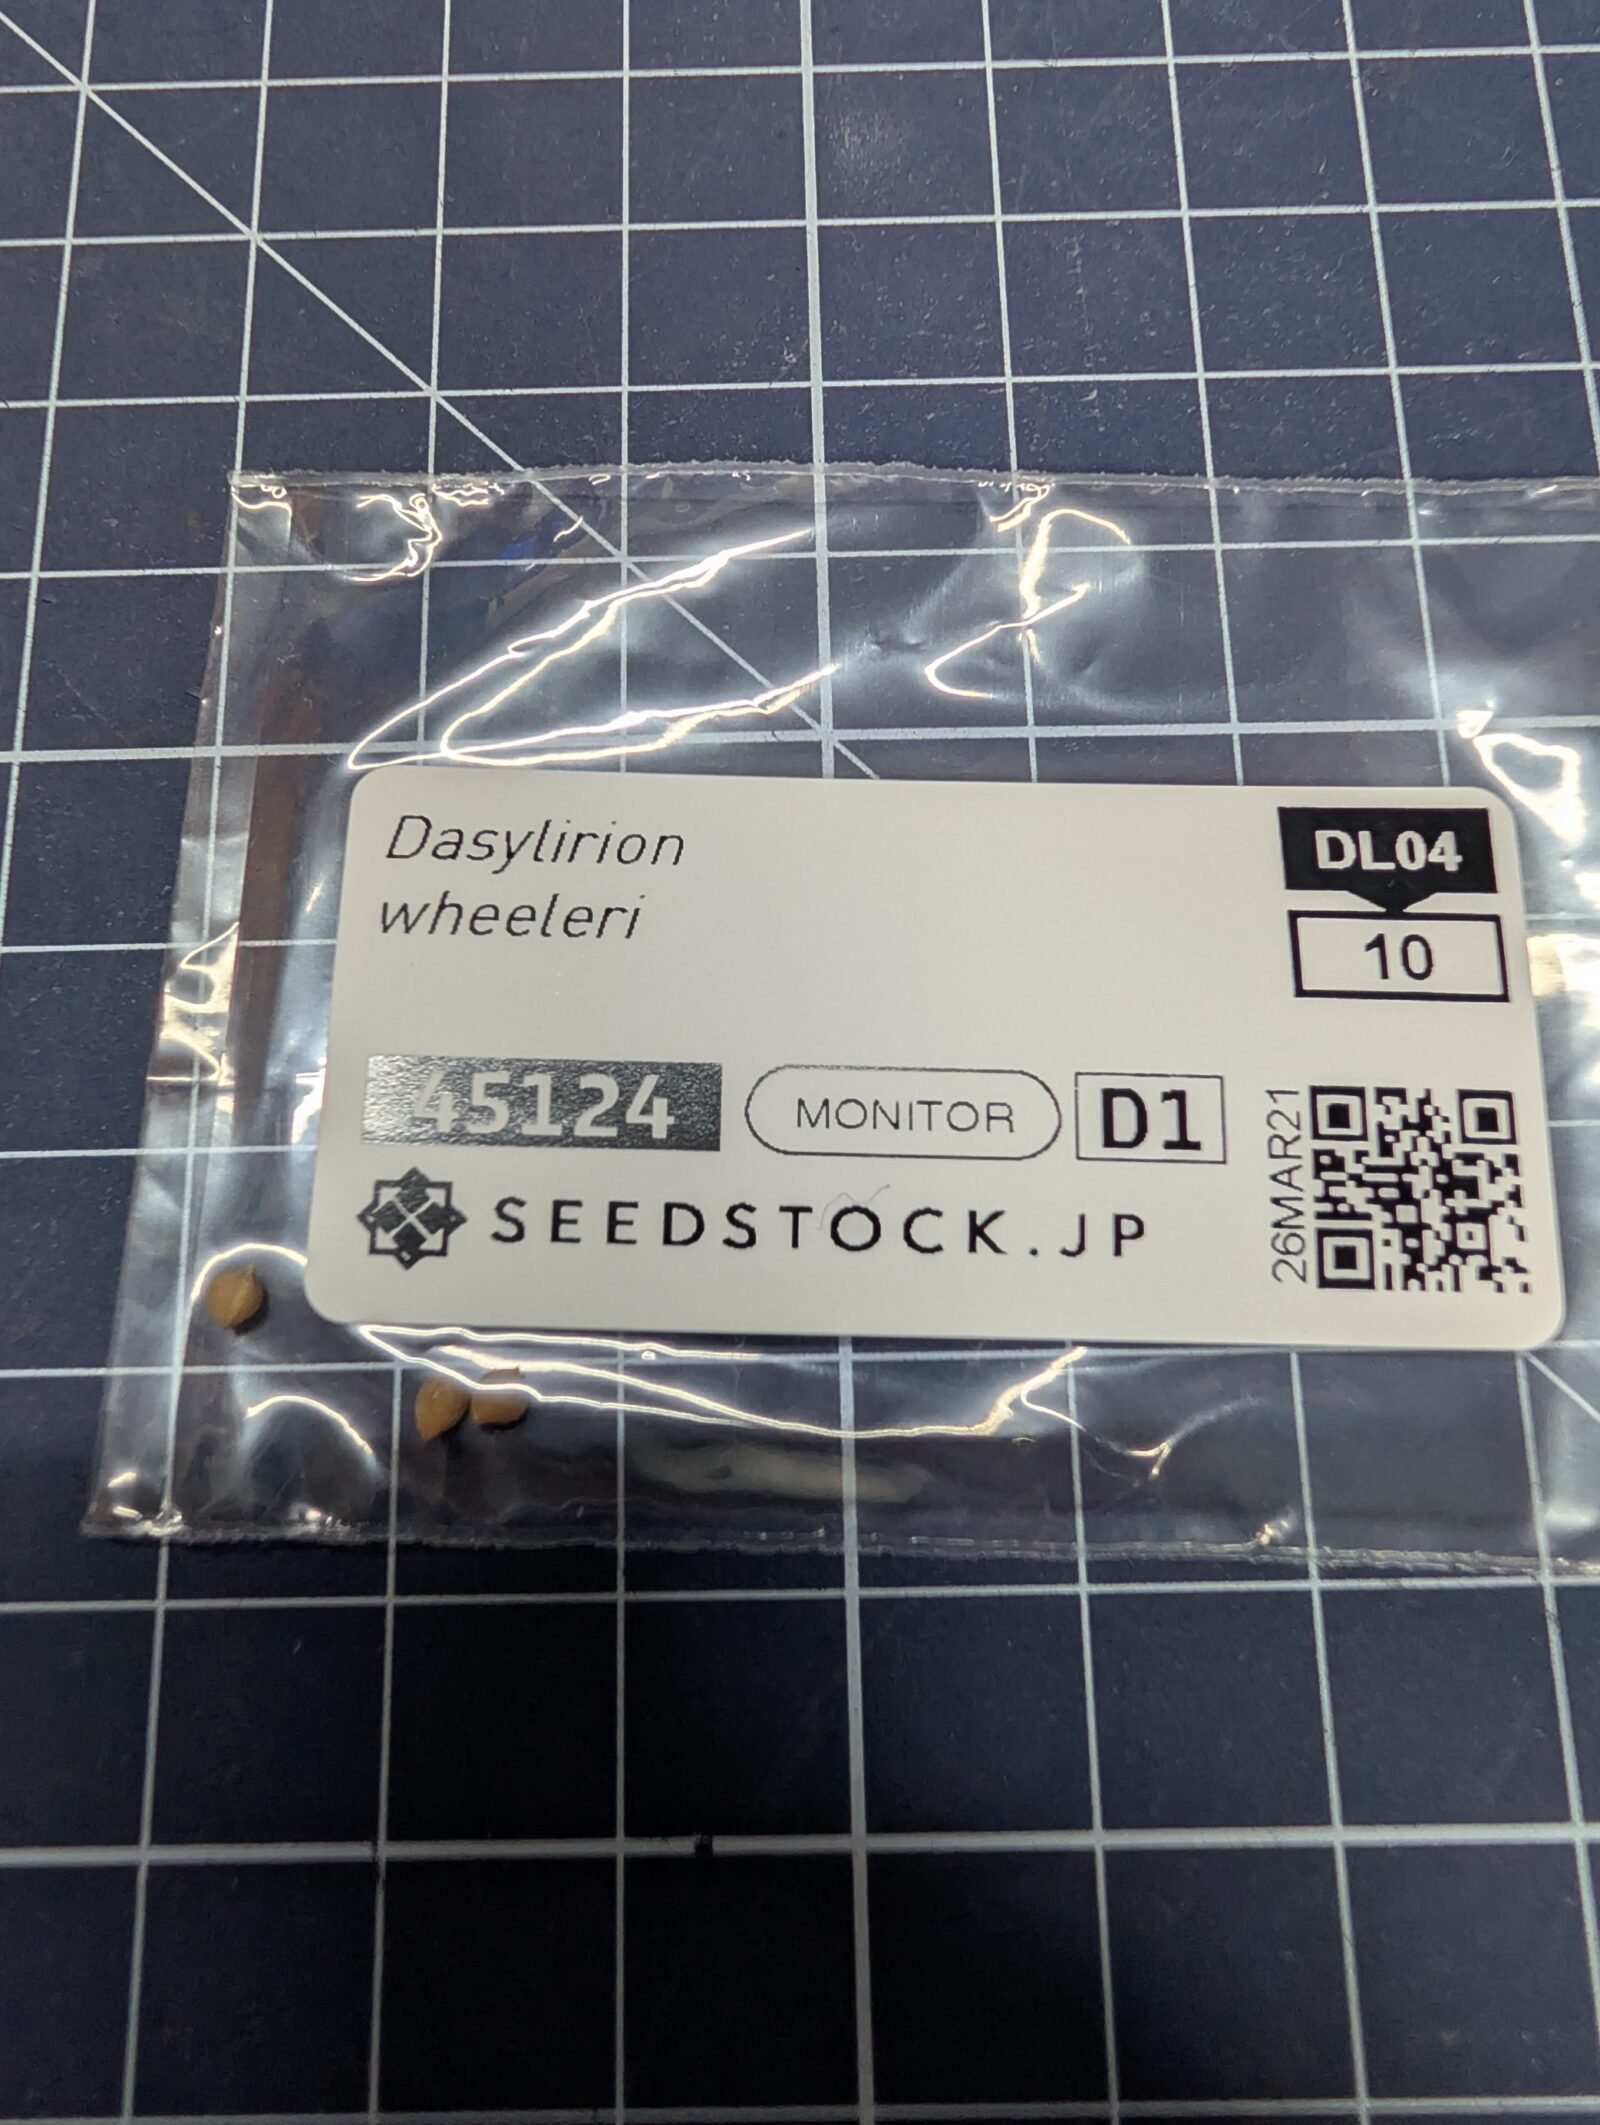 Dasylirion
wheeleri
DL04
10
45124
MONITOR
D1
SEEDSTOCK.JP
26MAR21